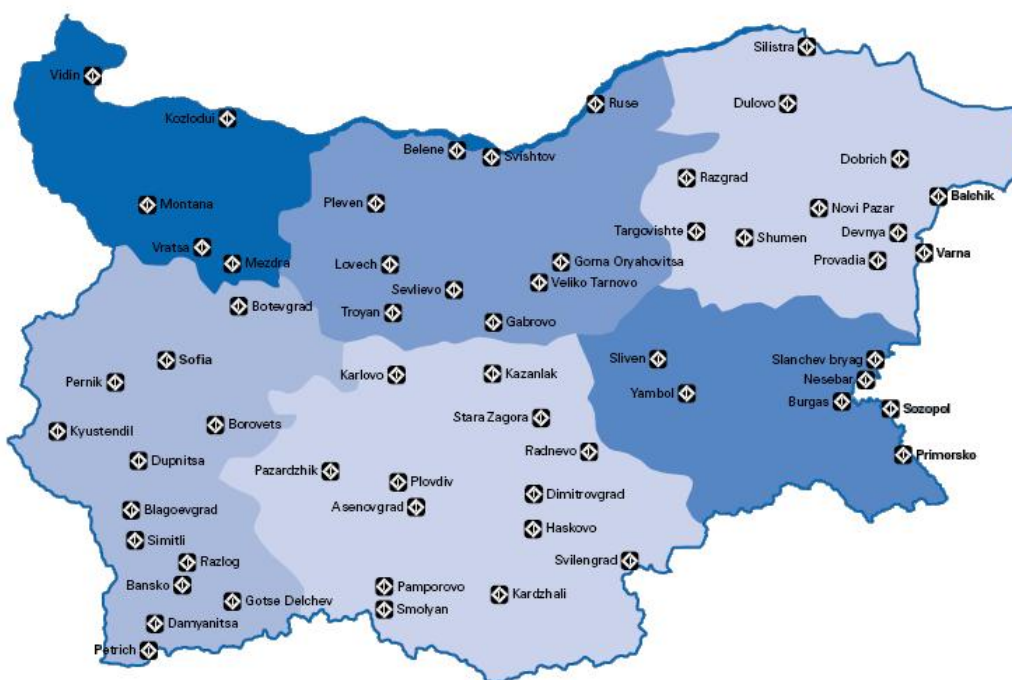 Silistra
Vidin
Ruse
Dulovo
Kozlodui
Belene
Svishtov
Dobrich
Razgrad
Balchik
Pleven
Montana
Novi Pazar
Targovishte
Shumen
Devnya
Vratsa
Varna
Mezdra
Lovech
Gorna Oryahovitsa
Provadia
Veliko Tarnovo
Sevlievo
Botevgrad
Troyan
Gabrovo
Sofia
Sliven
Slanchev bryag
Karlovo
Kazanlak
Nesebar
Pernik
Yambol
Burgas
Sozopol
Stara Zagora
Kyustendil
Borovets
Radnevo
Primorsko
Dupnitsa
Pazardzhik
Plovdiv
Dimitrovgrad
Asenovgrad
Blagoevgrad
Haskovo
Simitli
Svilengrad
Razlog
Bansko
Pamporovo
Kardzhali
Gotse Delchev
Smolyan
Damyanitsa
Petrich